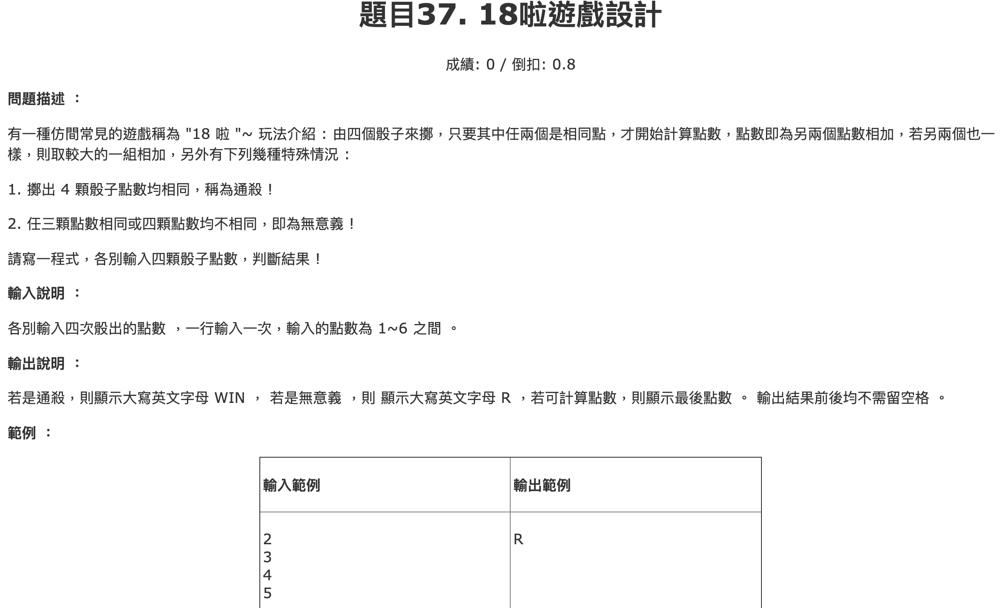 題目37. 18啦遊戲設計
成績: 0 / 倒扣: 0.8
問題描述 ：
有一種仿間常見的遊戲稱為 "18 啦 "~ 玩法介紹 : 由四個骰子來擲，只要其中任兩個是相同點，才開始計算點數，點數即為另兩個點數相加，若另兩個也一
樣，則取較大的一組相加，另外有下列幾種特殊情況 :
1. 擲出 4 顆骰子點數均相同，稱為通殺 !
2. 任三顆點數相同或四顆點數均不相同，即為無意義 !
請寫一程式，各別輸入四顆骰子點數，判斷結果 !
輸入說明 ：
各別輸入四次骰出的點數 ，一行輸入一次，輸入的點數為 1~6 之間 。
輸出說明 ：
若是通殺，則顯示大寫英文字母 WIN ， 若是無意義 ，則 顯示大寫英文字母 R ，若可計算點數，則顯示最後點數 。 輸出結果前後均不需留空格 。
範例 ：
輸入範例
輸出範例
2
3
4
5
R